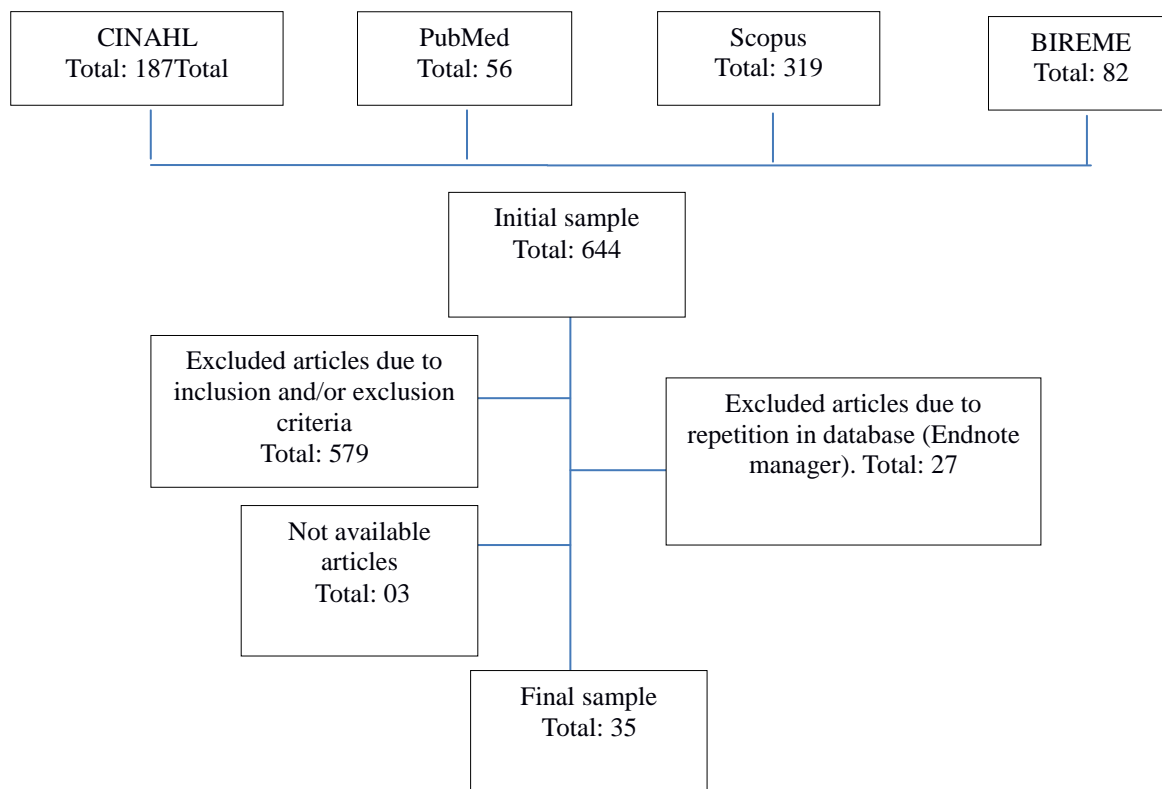 CINAHL
Total: 187Total
PubMed
Total: 56
Scopus
Total: 319
BIREME
Total: 82
Initial sample
Total: 644
Excluded articles due to
inclusion and/or exclusion
criteria
Total: 579
Excluded articles due to
repetition in database (Endnote
manager). Total: 27
Not available
articles
Total: 03
Final sample
Total: 35